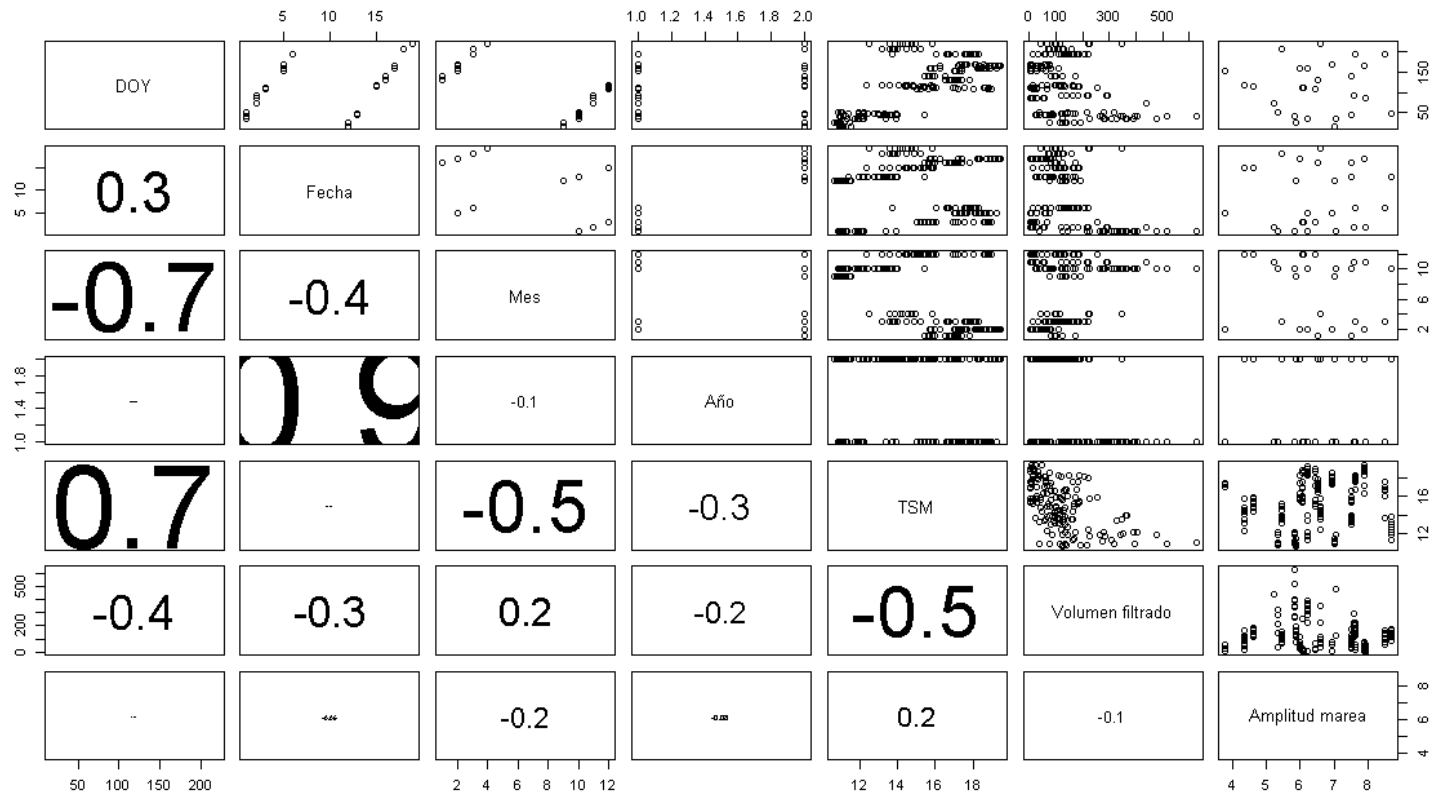 5 10 15 1.0 1.2 1.4 1.6 1.8 2.0 0 100 300 500
DOY 50 150
5 10 0.3 Fecha
-0.7 -0.4 Mes 2 6 10
1.0 1.4 1.8 0.9 -0.1 Año
0.7 -0.5 -0.3 TSM 12 16
0 200 500 -0.4 -0.3 0.2 -0.2 -0.5 Volumen filtrado
-0.2 0.2 -0.1 Amplitud marea 4 6 8
50 100 150 200 2 4 6 8 10 12 12 14 16 18 4 5 6 7 8